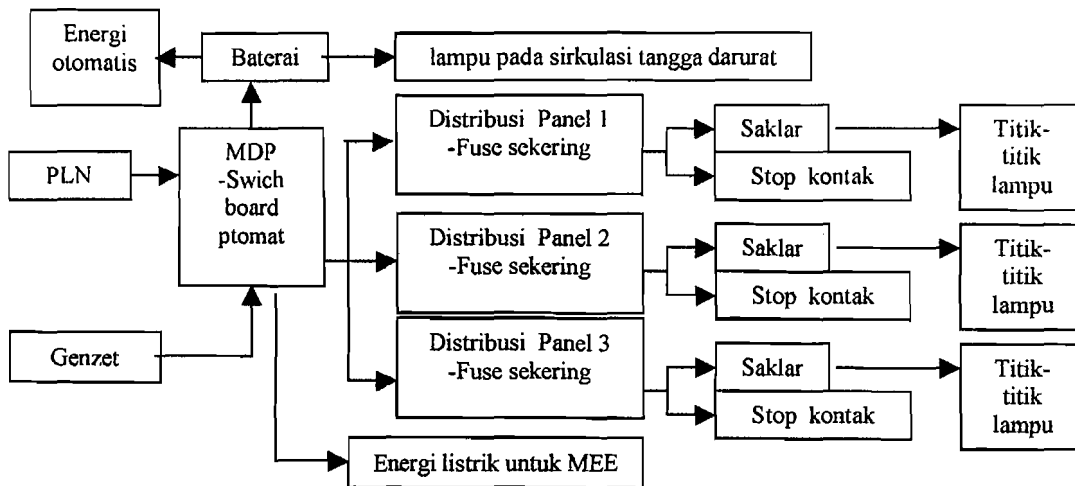 Energi
otomatis
Baterai
lampu pada sirkulasi tangga darurat
PLN
MDP
-Swich
board
ptomat
Genzet
Distribusi Panel 1
-Fuse sekering
Saklar
Stop kontak
Titik-
titik
lampu
Distribusi Panel 2
-Fuse sekering
Saklar
Stop kontak
Titik-
titik
lampu
Distribusi Panel 3
-Fuse sekering
Saklar
Stop kontak
Titik-
titik
lampu
Energi listrik untuk MEE